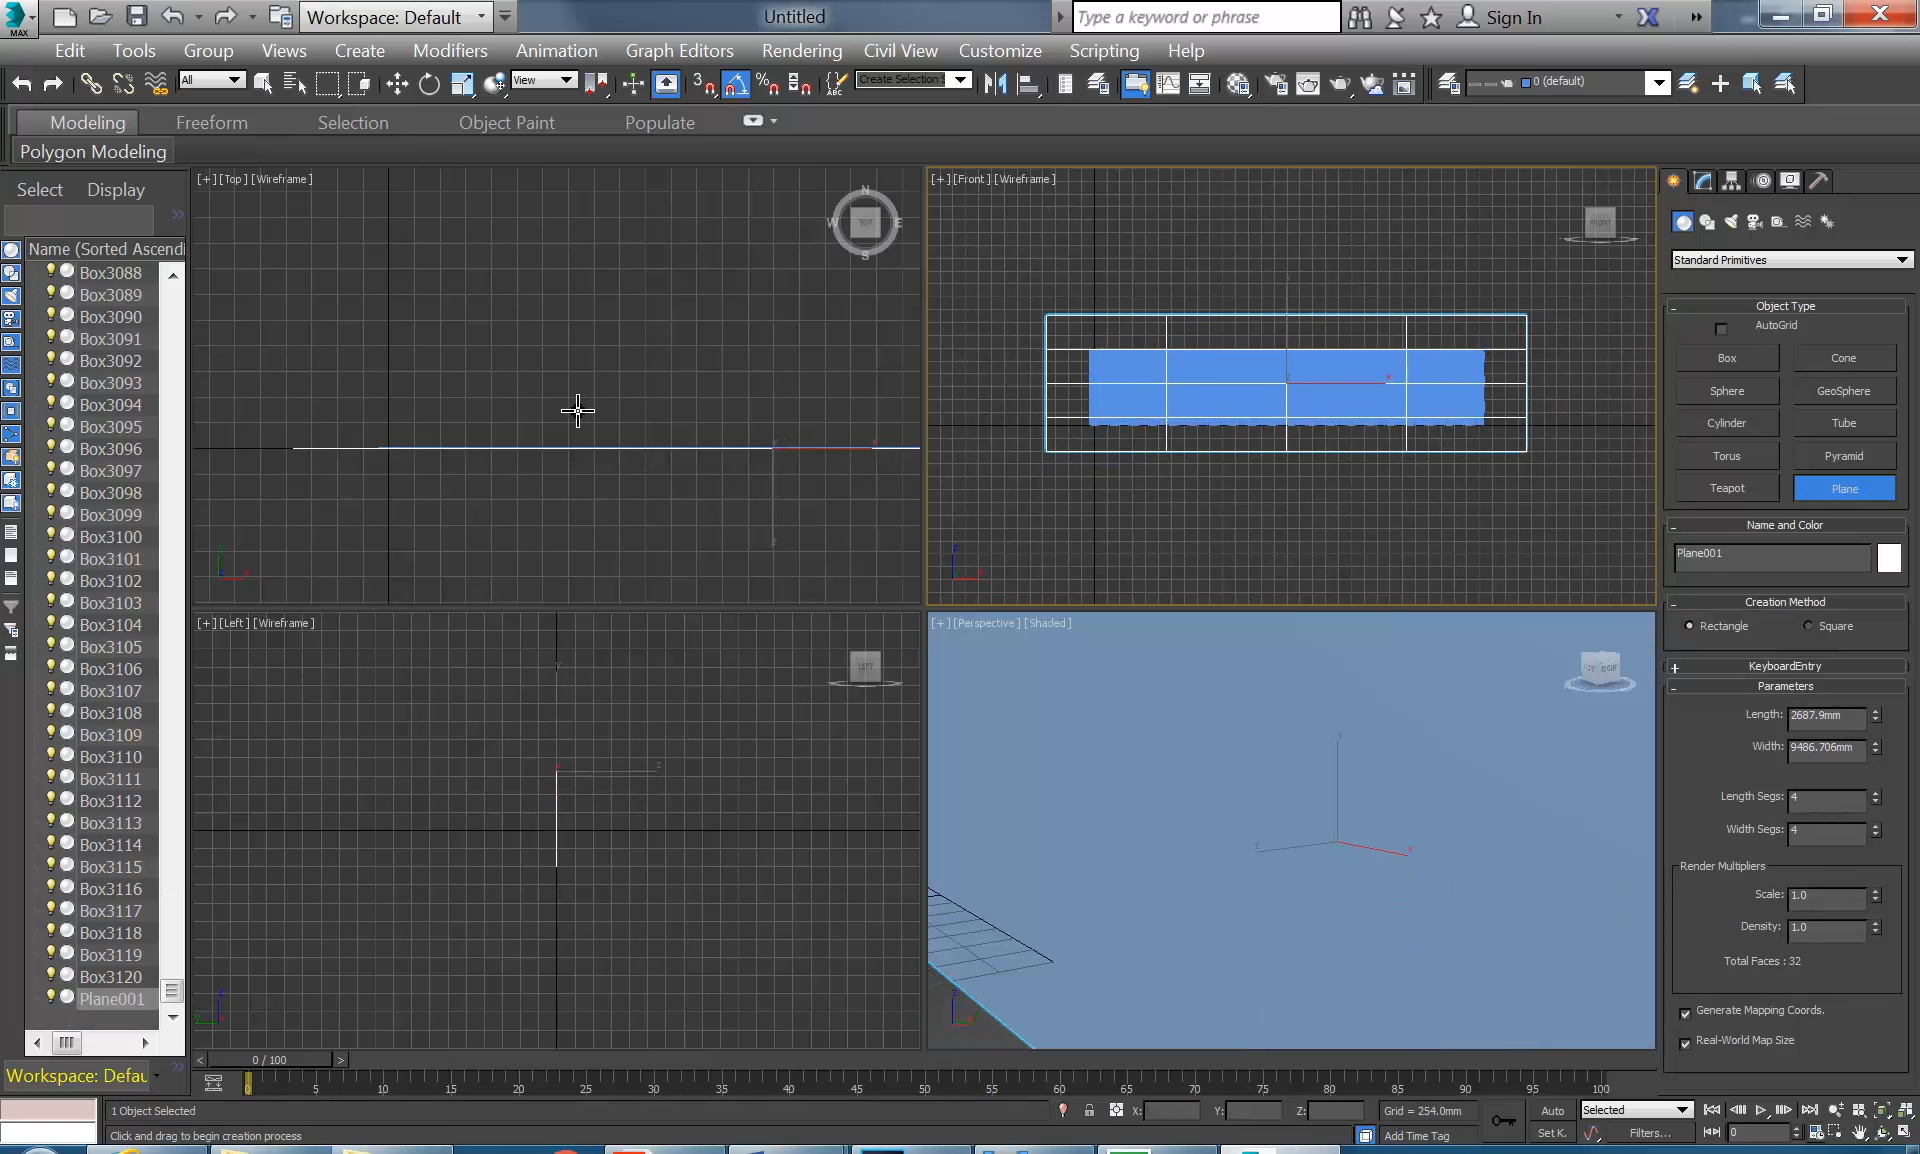 MAX
Workspace: Default
Untitled
Type a keyword or phrase
Sign In
Edit Tools Group Views Create Modifiers Animation Graph Editors Rendering Civil View Customize Scripting Help
All
View
3
%
ABC
Create Selection S
0 (default)
Modeling Freeform Selection Object Paint Populate
Polygon Modeling
Select Display
Name (Sorted Ascendi
Box3088
Box3089
Box3090
Box3091
Box3092
Box3093
Box3094
Box3095
Box3096
Box3097
Box3098
Box3099
Box3100
Box3101
Box3102
Box3103
Box3104
Box3105
Box3106
Box3107
Box3108
Box3109
Box3110
Box3111
Box3112
Box3113
Box3114
Box3115
Box3116
Box3117
Box3118
Box3119
Box3120
Plane001
Workspace: Defau
[+][Top][Wireframe]
N
W TOP E
S
[+][Front][Wireframe]
FRONT
[+][Left][Wireframe]
LEFT
[+][Perspective][Shaded]
Standard Primitives
Object Type
AutoGrid
Box Cone
Sphere GeoSphere
Cylinder Tube
Torus Pyramid
Teapot Plane
Name and Color
Plane001
Creation Method
Rectangle Square
KeyboardEntry
Parameters
Length: 2687.9mm
Width: 9486.706mm
Length Segs: 4
Width Segs: 4
Render Multipliers
Scale: 1.0
Density: 1.0
Total Faces : 32
Generate Mapping Coords.
Real-World Map Size
0 / 100
0 5 10 15 20 25 30 35 40 45 50 55 60 65 70 75 80 85 90 95 100
1 Object Selected
X: Y: Z:
Grid = 254.0mm
Auto
Selected
Click and drag to begin creation process
Add Time Tag
Set K.
Filters...
0